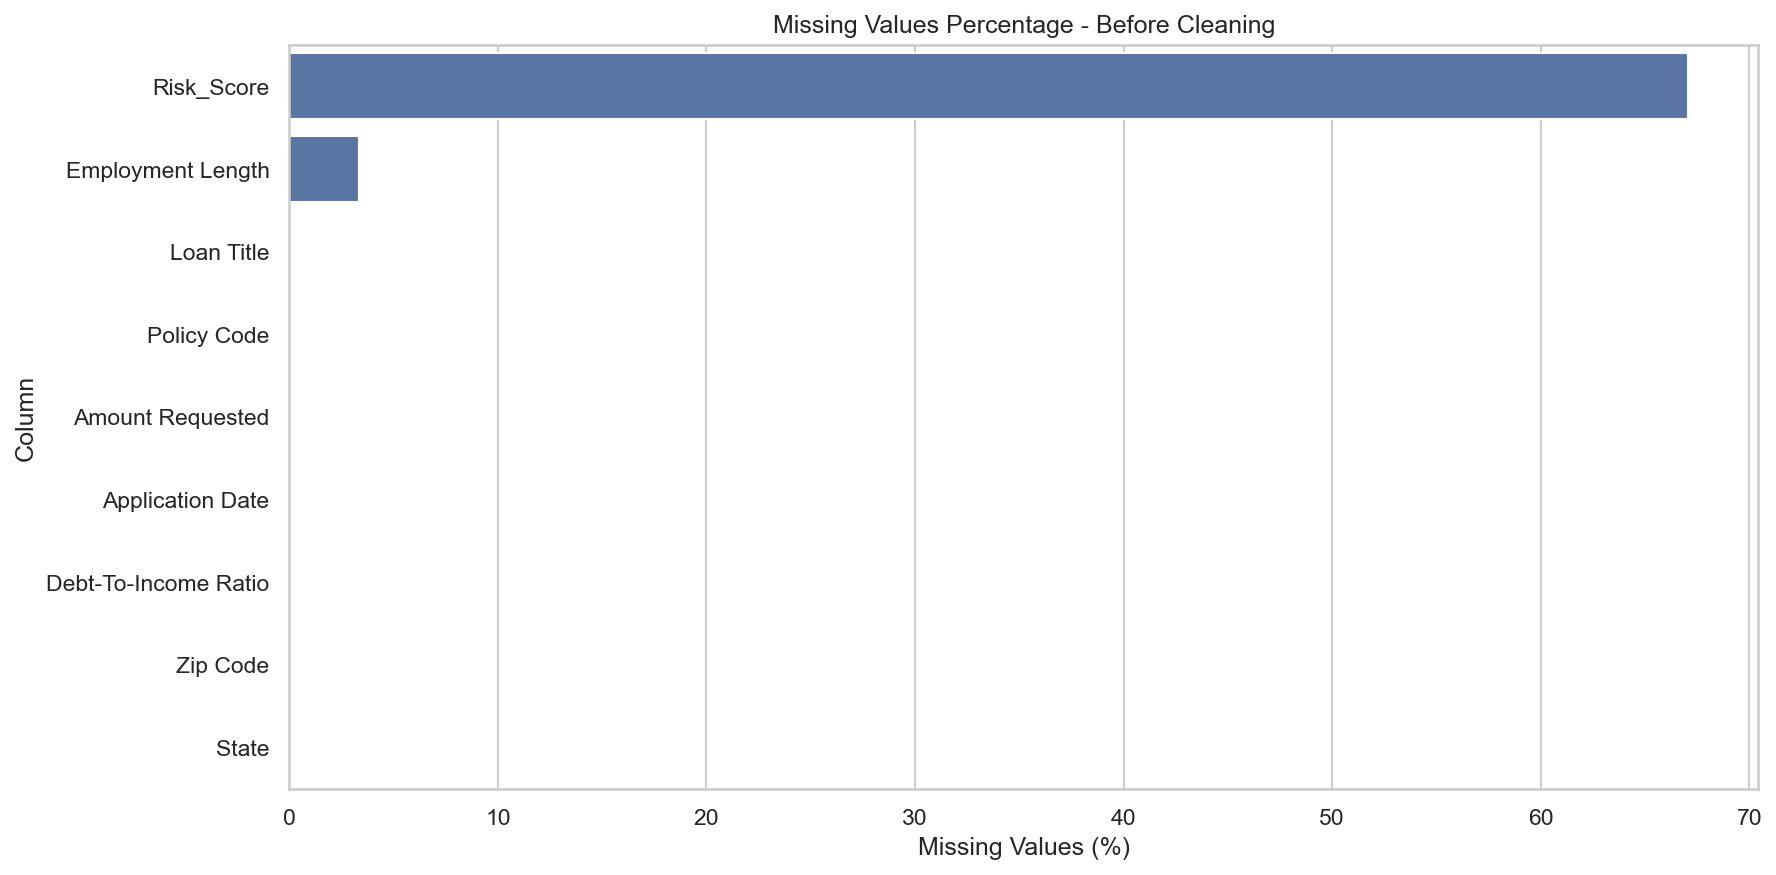 Missing Values Percentage - Before Cleaning
Risk_Score
Employment Length
Loan Title
Policy Code
Amount Requested
Application Date
Debt-To-Income Ratio
Zip Code
State
Column
0 10 20 30 40 50 60 70
Missing Values (%)